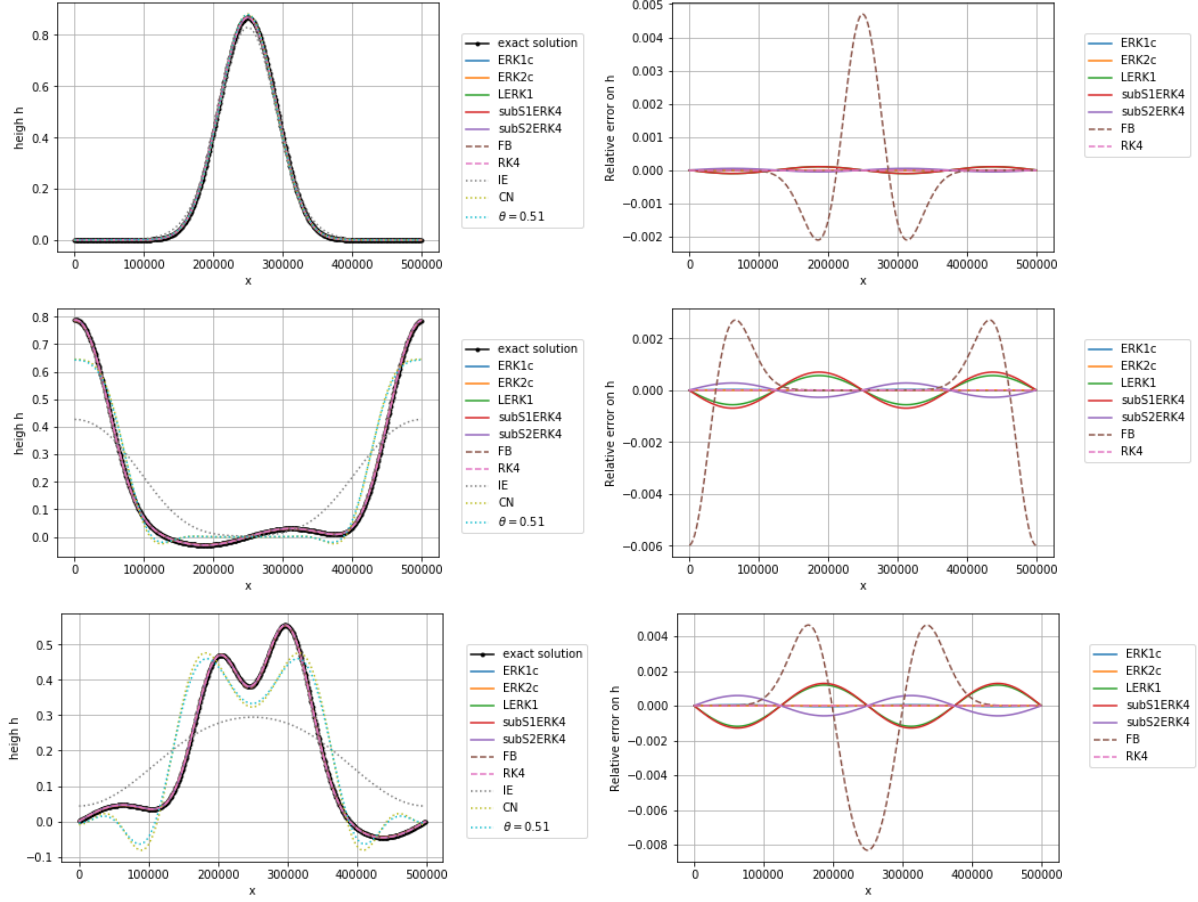 heigh h
0.8
0.6
0.4
0.2
0.0
0
100000
200000
300000
400000
500000
x
exact solution
ERK1c
ERK2c
LERK1
subS1ERK4
subS2ERK4
FB
RK4
IE
CN
θ = 0.51
Relative error on h
0.005
0.004
0.003
0.002
0.001
0.000
−0.001
−0.002
0
100000
200000
300000
400000
500000
x
ERK1c
ERK2c
LERK1
subS1ERK4
subS2ERK4
FB
RK4
heigh h
0.8
0.7
0.6
0.5
0.4
0.3
0.2
0.1
0.0
0
100000
200000
300000
400000
500000
x
exact solution
ERK1c
ERK2c
LERK1
subS1ERK4
subS2ERK4
FB
RK4
IE
CN
θ = 0.51
Relative error on h
0.002
0.000
−0.002
−0.004
−0.006
0
100000
200000
300000
400000
500000
x
ERK1c
ERK2c
LERK1
subS1ERK4
subS2ERK4
FB
RK4
heigh h
0.5
0.4
0.3
0.2
0.1
0.0
−0.1
0
100000
200000
300000
400000
500000
x
exact solution
ERK1c
ERK2c
LERK1
subS1ERK4
subS2ERK4
FB
RK4
IE
CN
θ = 0.51
Relative error on h
0.004
0.002
0.000
−0.002
−0.004
−0.006
−0.008
0
100000
200000
300000
400000
500000
x
ERK1c
ERK2c
LERK1
subS1ERK4
subS2ERK4
FB
RK4